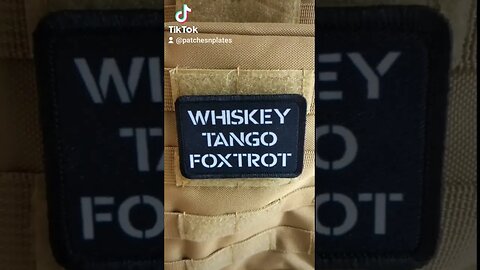 TikTok
@patchesnplates
WHISKEY
TANGO
FOXTROT